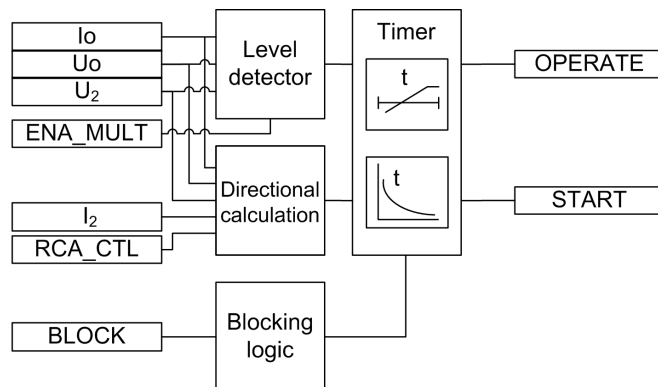 Io
Uo
U2
ENA_MULT
I2
RCA_CTL
BLOCK
Level
detector
Directional
calculation
Blocking
logic
Timer
t
t
OPERATE
START